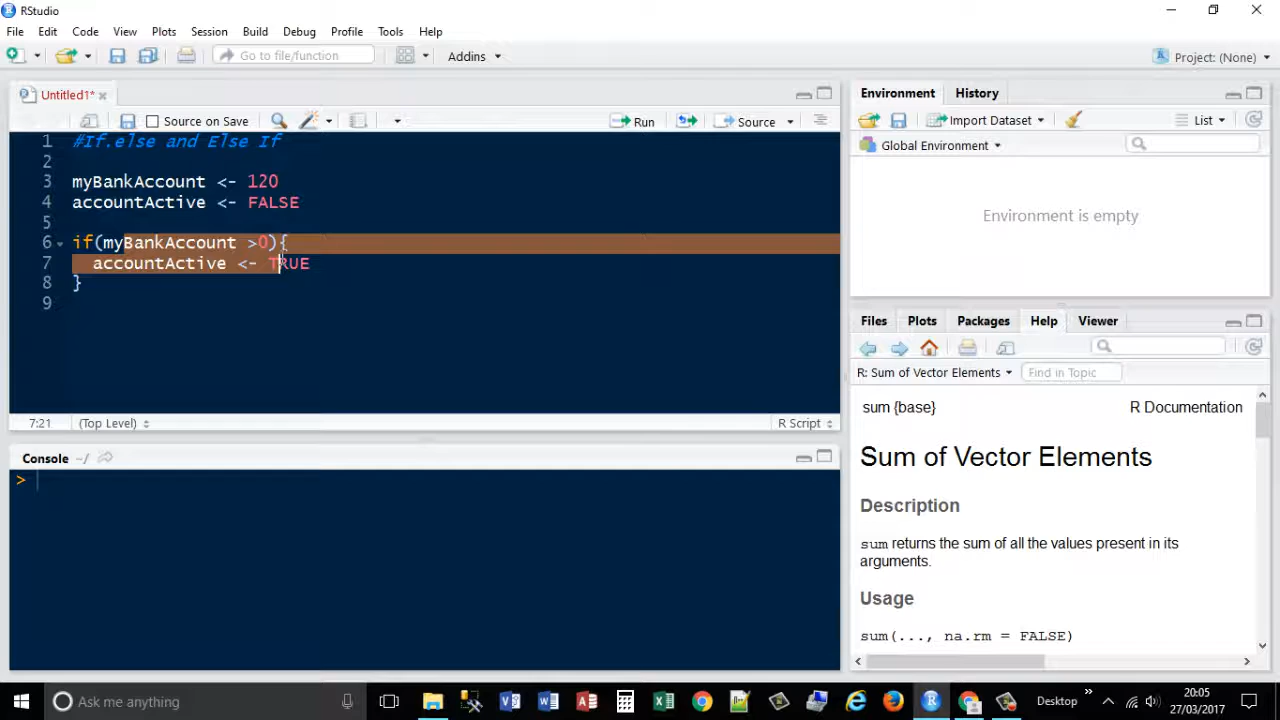 RStudio
File Edit Code View Plots Session Build Debug Profile Tools Help
Go to file/function Addins Project: (None)
Untitled1*
Source on Save Run Source
1 #If.else and Else If
2
3 myBankAccount <- 120
4 accountActive <- FALSE
5
6 if(myBankAccount >0){
7 accountActive <- TRUE
8 }
9
7:21 (Top Level) R Script
Console ~/
>
Environment History
Import Dataset List
Global Environment
Environment is empty
Files Plots Packages Help Viewer
R: Sum of Vector Elements Find in Topic
sum {base} R Documentation
Sum of Vector Elements
Description
sum returns the sum of all the values present in its
arguments.
Usage
sum(..., na.rm = FALSE)
Ask me anything Desktop 20:05
27/03/2017